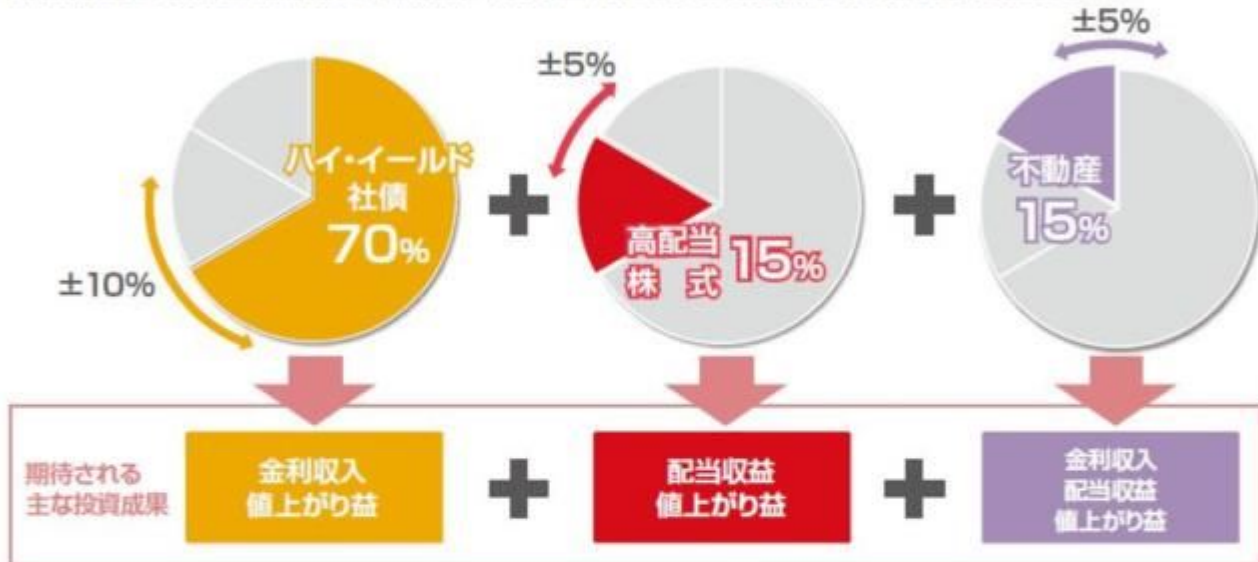 ±10%
ハイ・イールド
社債
70%
±5%
高配当
株 式
15%
±5%
不動産
15%
期待される
主な投資成果
金利収入
値上がり益
配当収益
値上がり益
金利収入
配当収益
値上がり益